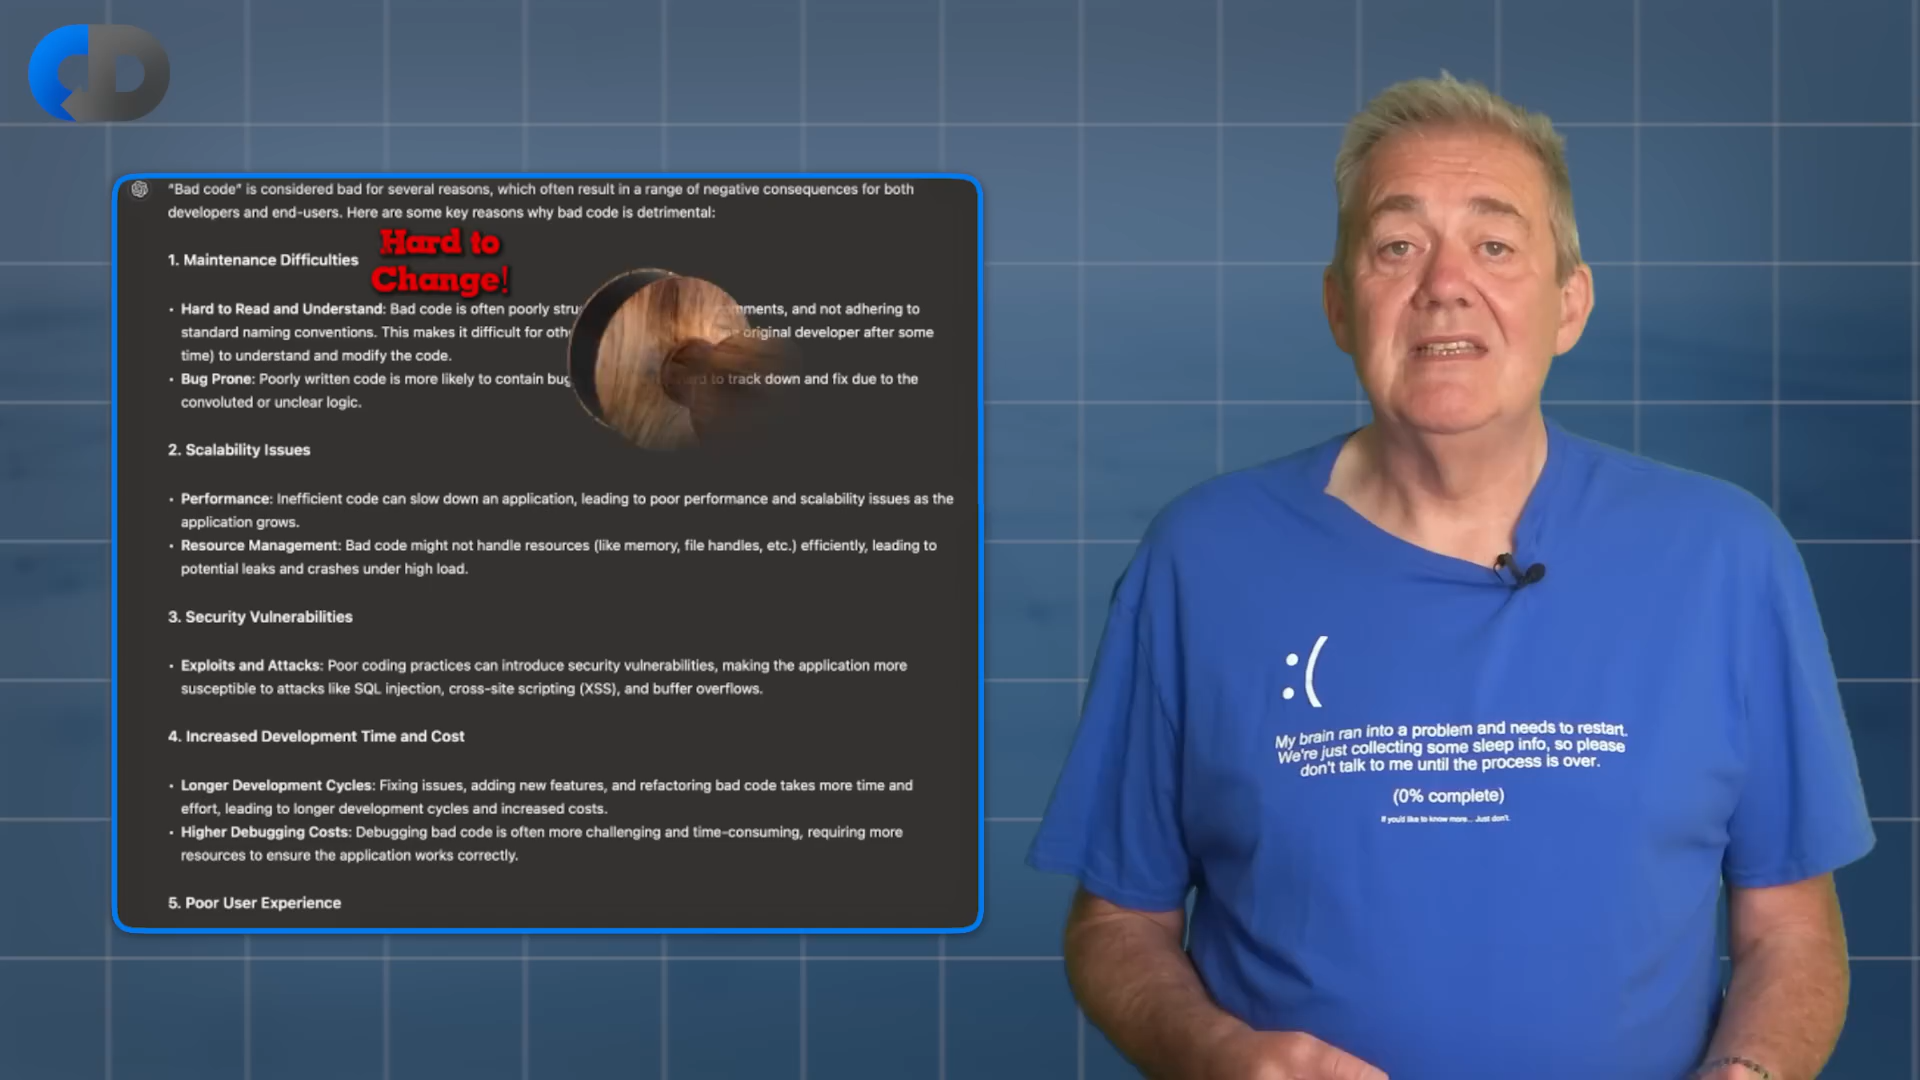 "Bad code" is considered bad for several reasons, which often result in a range of negative consequences for both
developers and end-users. Here are some key reasons why bad code is detrimental:
Hard to
Change!
1. Maintenance Difficulties
• Hard to Read and Understand: Bad code is often poorly and not adhering to
standard naming conventions. This makes it difficult for original developer after some
time) to understand and modify the code.
• Bug Prone: Poorly written code is more likely to contain to track down and fix due to the
convoluted or unclear logic.
2. Scalability Issues
• Performance: Inefficient code can slow down an application, leading to poor performance and scalability issues as the
application grows.
• Resource Management: Bad code might not handle resources (like memory, file handles, etc.) efficiently, leading to
potential leaks and crashes under high load.
3. Security Vulnerabilities
• Exploits and Attacks: Poor coding practices can introduce security vulnerabilities, making the application more
susceptible to attacks like SQL injection, cross-site scripting (XSS), and buffer overflows.
4. Increased Development Time and Cost
• Longer Development Cycles: Fixing issues, adding new features, and refactoring bad code takes more time and
effort, leading to longer development cycles and increased costs.
• Higher Debugging Costs: Debugging bad code is often more challenging and time-consuming, requiring more
resources to ensure the application works correctly.
5. Poor User Experience
:(
My brain ran into a problem and needs to restart.
We're just collecting some sleep info, so please
don't talk to me until the process is over.
(0% complete)
If you'd like to know more... Just don't.